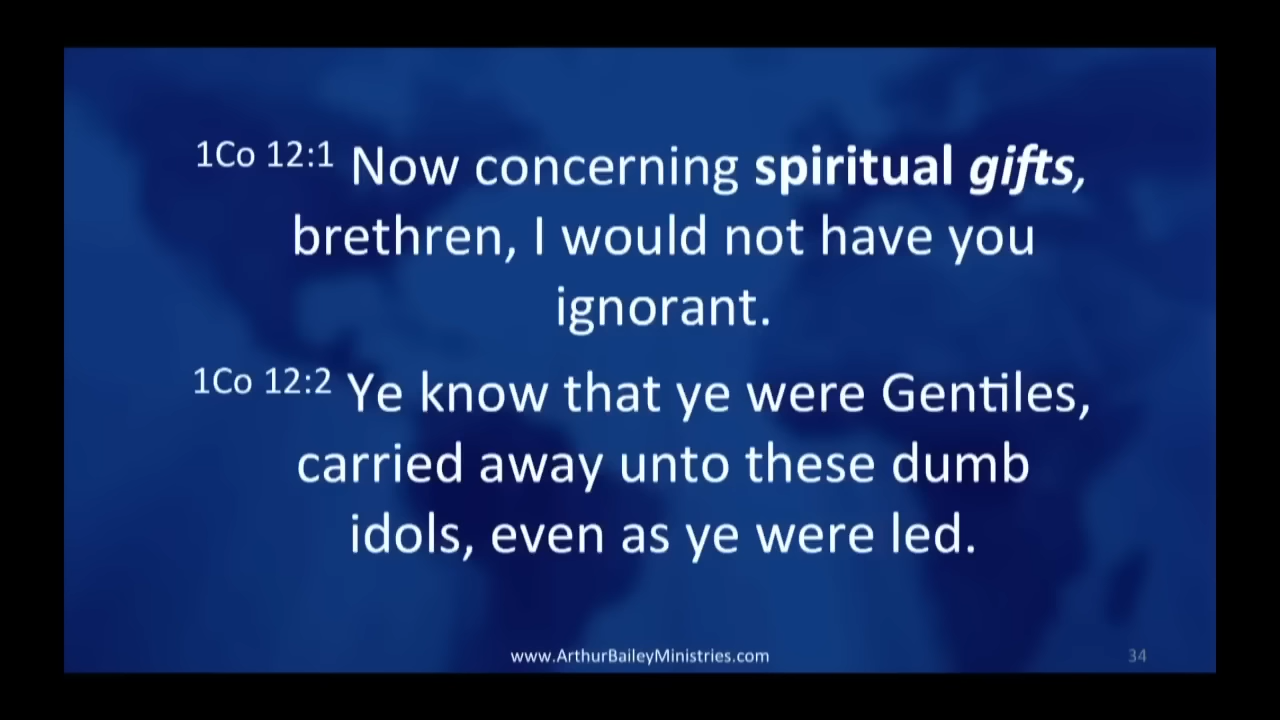 1Co 12:1 Now concerning spiritual gifts,
brethren, I would not have you
ignorant.
1Co 12:2 Ye know that ye were Gentiles,
carried away unto these dumb
idols, even as ye were led.
www.ArthurBaileyMinistries.com
34